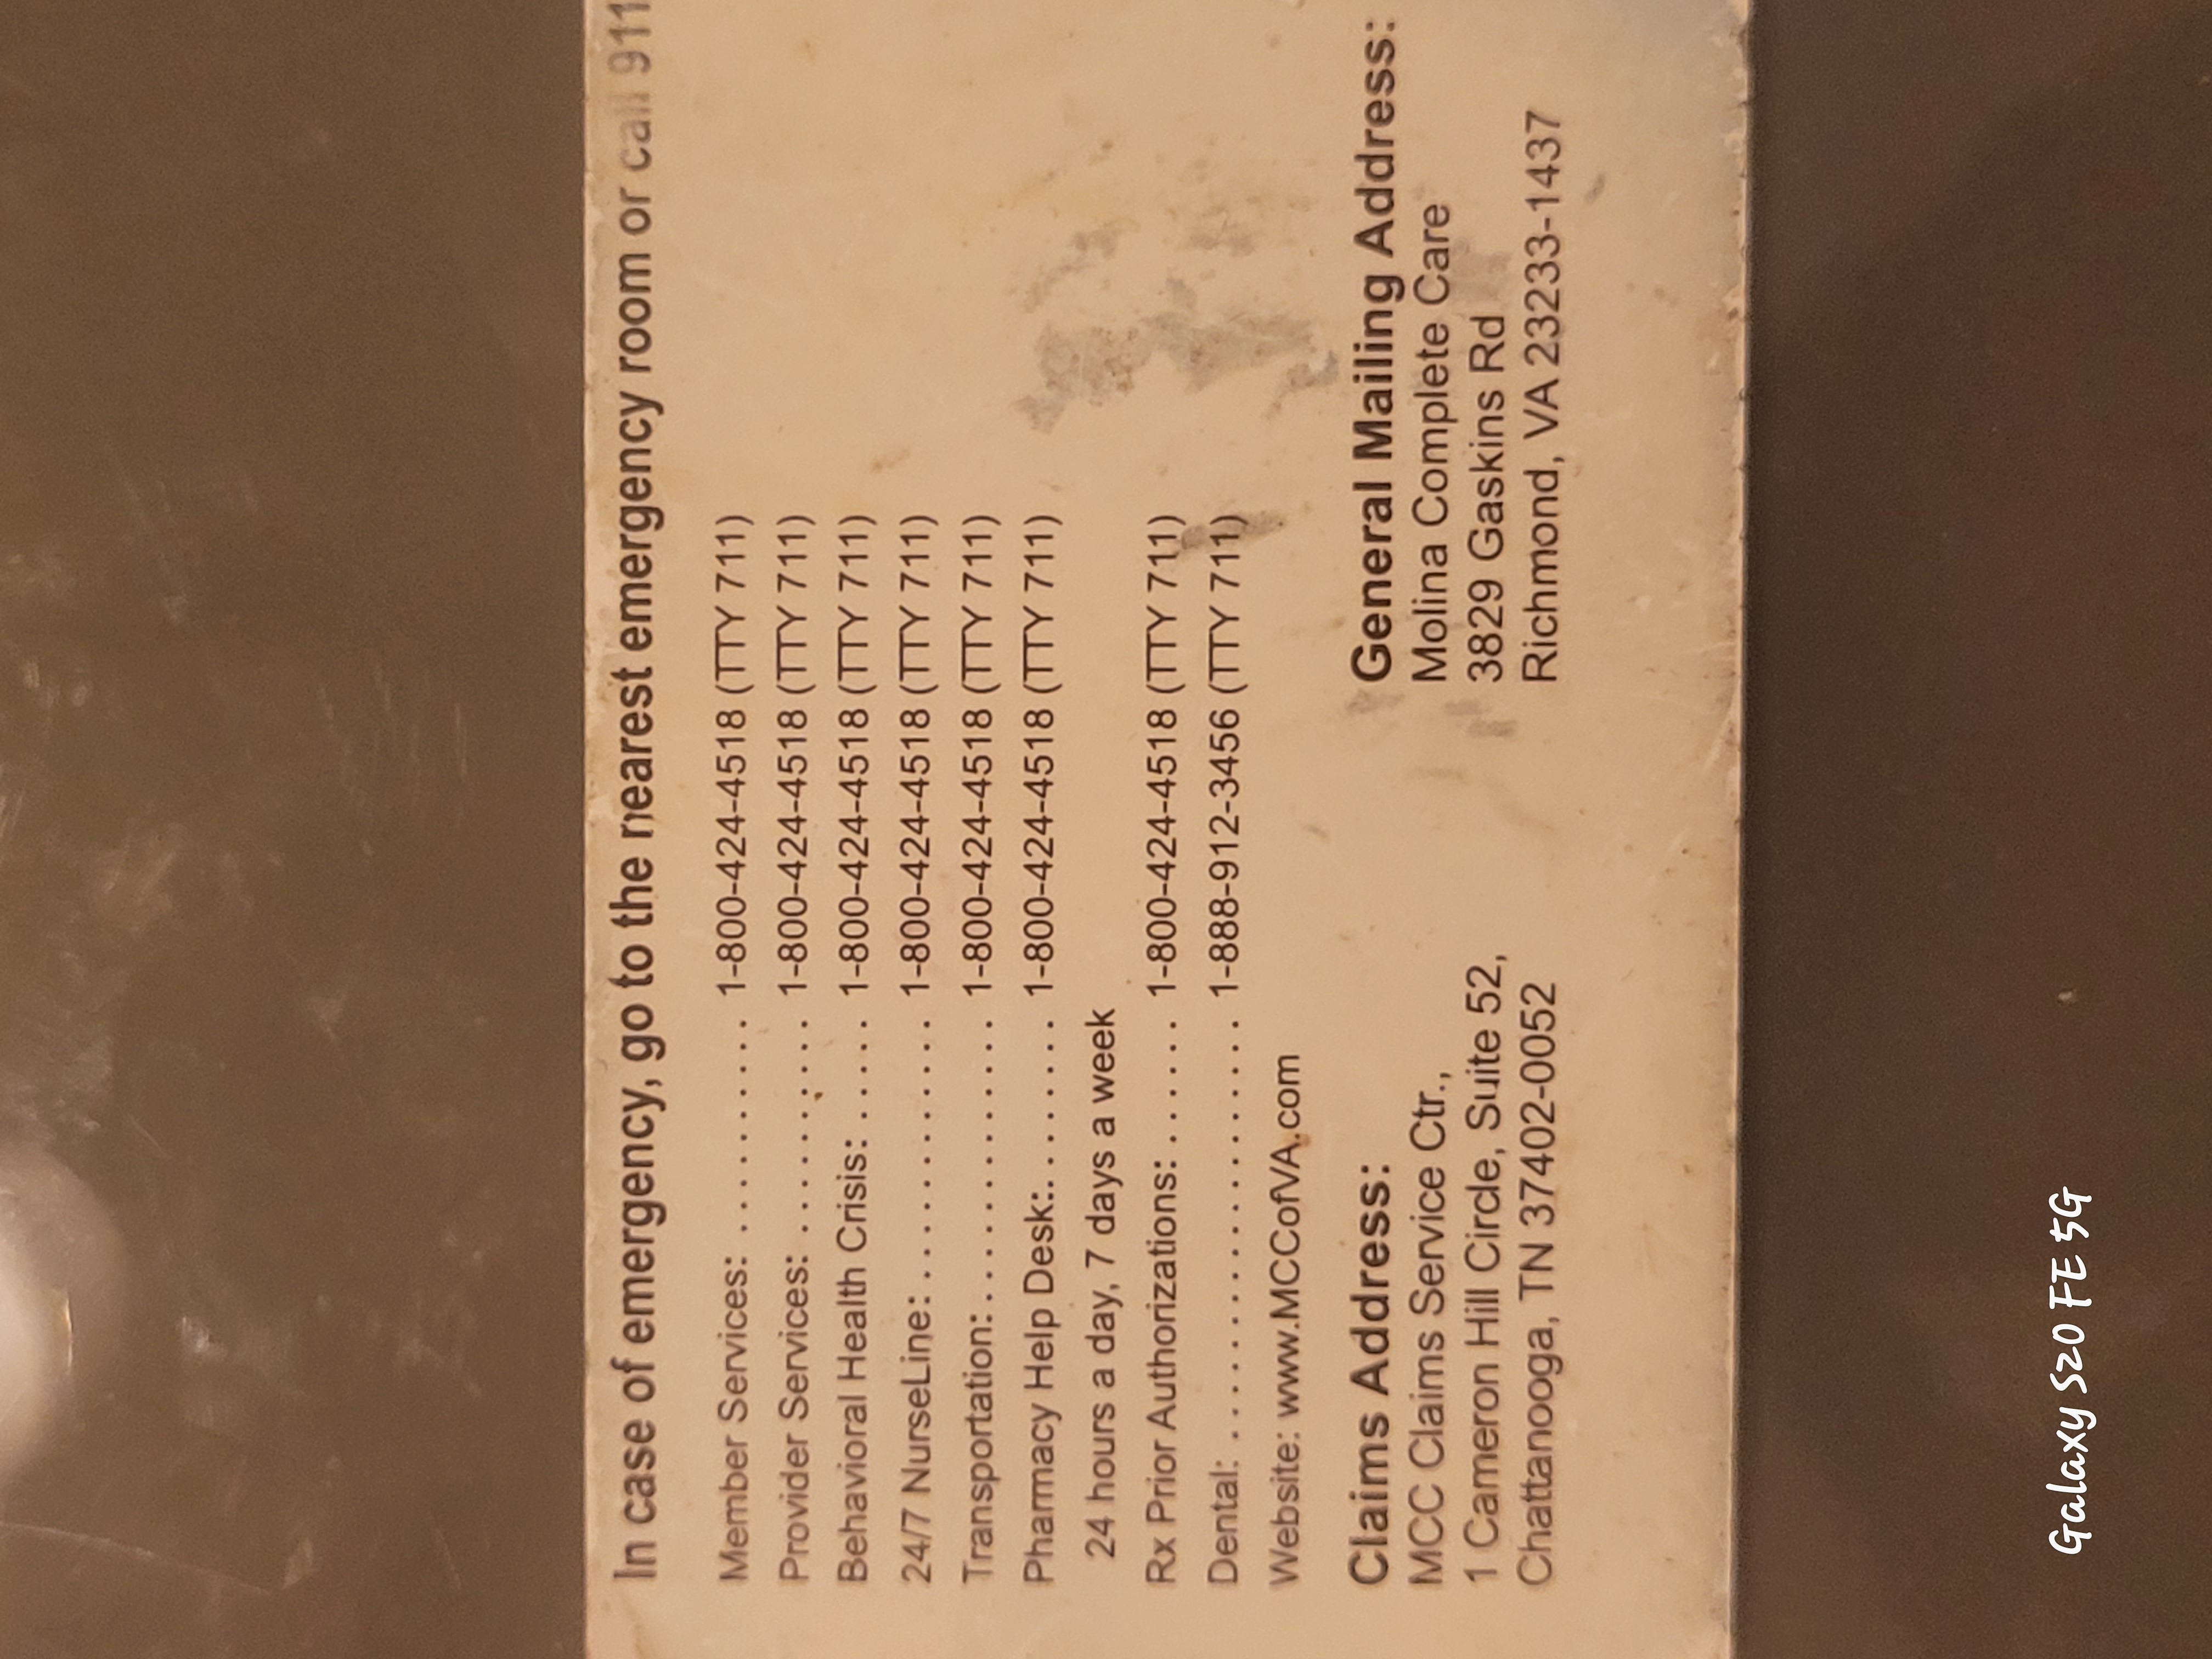 In case of emergency, go to the nearest emergency room or call 911
Member Services: . . . . . . . . . . 1-800-424-4518 (TTY 711)
Provider Services: . . . . . . . . . . 1-800-424-4518 (TTY 711)
Behavioral Health Crisis: . . . . . 1-800-424-4518 (TTY 711)
24/7 NurseLine: . . . . . . . . . . . . 1-800-424-4518 (TTY 711)
Transportation: . . . . . . . . . . . . . 1-800-424-4518 (TTY 711)
Pharmacy Help Desk: . . . . . . . . 1-800-424-4518 (TTY 711)
24 hours a day, 7 days a week
Rx Prior Authorizations: . . . . . . 1-800-424-4518 (TTY 711)
Dental: . . . . . . . . . . . . . . . . . . . 1-888-912-3456 (TTY 711)
Website: www.MCCofVA.com
Claims Address:
MCC Claims Service Ctr.,
1 Cameron Hill Circle, Suite 52,
Chattanooga, TN 37402-0052
General Mailing Address:
Molina Complete Care
3829 Gaskins Rd
Richmond, VA 23233-1437
Galaxy S20 FE 5G